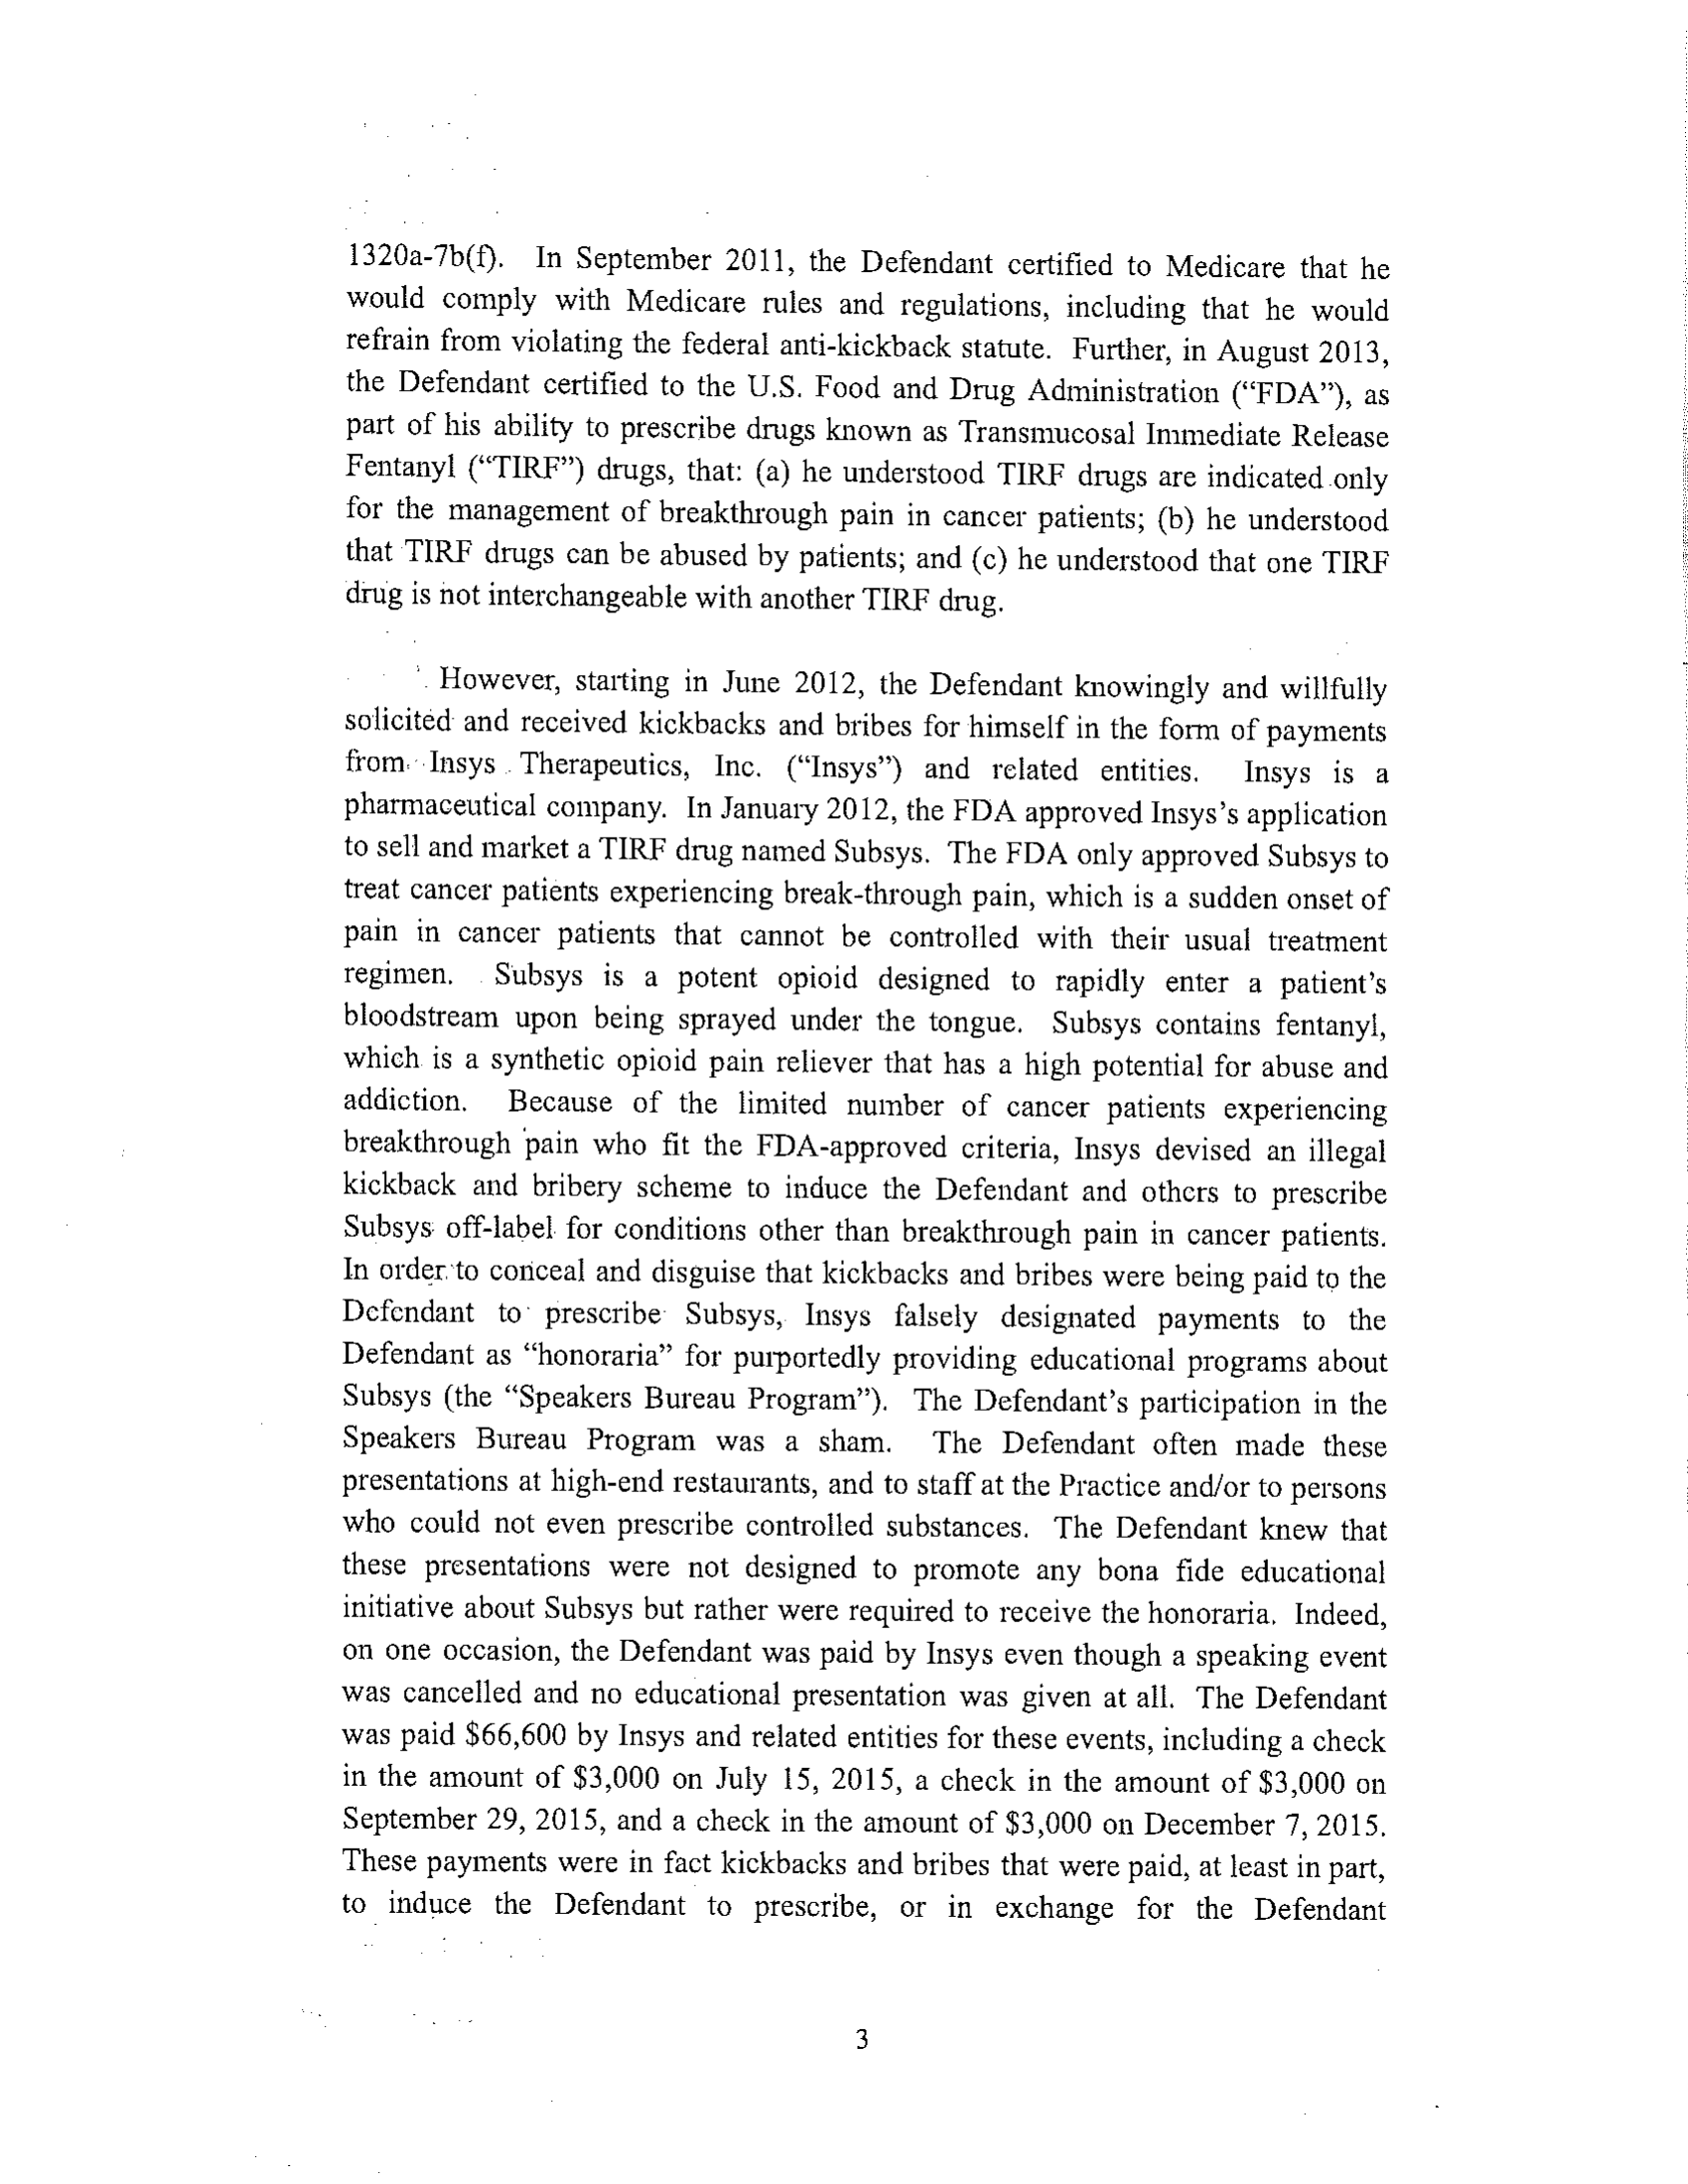 1320a-7b(f). In September 2011, the Defendant certified to Medicare that he
would comply with Medicare rules and regulations, including that he would
refrain from violating the federal anti-kickback statute. Further, in August 2013,
the Defendant certified to the U.S. Food and Drug Administration (“FDA”), as
part of his ability to prescribe drugs known as Transmucosal Immediate Release
Fentanyl (“TIRF”) drugs, that: (a) he understood TIRF drugs are indicated only
for the management of breakthrough pain in cancer patients; (b) he understood
that TIRF drugs can be abused by patients; and (c) he understood that one TIRF
drug is not interchangeable with another TIRF drug.
However, starting in June 2012, the Defendant knowingly and willfully
solicited and received kickbacks and bribes for himself in the form of payments
from Insys Therapeutics, Inc. (“Insys”) and related entities. Insys is a
pharmaceutical company. In January 2012, the FDA approved Insys’s application
to sell and market a TIRF drug named Subsys. The FDA only approved Subsys to
treat cancer patients experiencing break-through pain, which is a sudden onset of
pain in cancer patients that cannot be controlled with their usual treatment
regimen. Subsys is a potent opioid designed to rapidly enter a patient’s
bloodstream upon being sprayed under the tongue. Subsys contains fentanyl,
which is a synthetic opioid pain reliever that has a high potential for abuse and
addiction. Because of the limited number of cancer patients experiencing
breakthrough pain who fit the FDA-approved criteria, Insys devised an illegal
kickback and bribery scheme to induce the Defendant and others to prescribe
Subsys off-label for conditions other than breakthrough pain in cancer patients.
In order to conceal and disguise that kickbacks and bribes were being paid to the
Defendant to prescribe Subsys, Insys falsely designated payments to the
Defendant as “honoraria” for purportedly providing educational programs about
Subsys (the “Speakers Bureau Program”). The Defendant’s participation in the
Speakers Bureau Program was a sham. The Defendant often made these
presentations at high-end restaurants, and to staff at the Practice and/or to persons
who could not even prescribe controlled substances. The Defendant knew that
these presentations were not designed to promote any bona fide educational
initiative about Subsys but rather were required to receive the honoraria. Indeed,
on one occasion, the Defendant was paid by Insys even though a speaking event
was cancelled and no educational presentation was given at all. The Defendant
was paid $66,600 by Insys and related entities for these events, including a check
in the amount of $3,000 on July 15, 2015, a check in the amount of $3,000 on
September 29, 2015, and a check in the amount of $3,000 on December 7, 2015.
These payments were in fact kickbacks and bribes that were paid, at least in part,
to induce the Defendant to prescribe, or in exchange for the Defendant
3